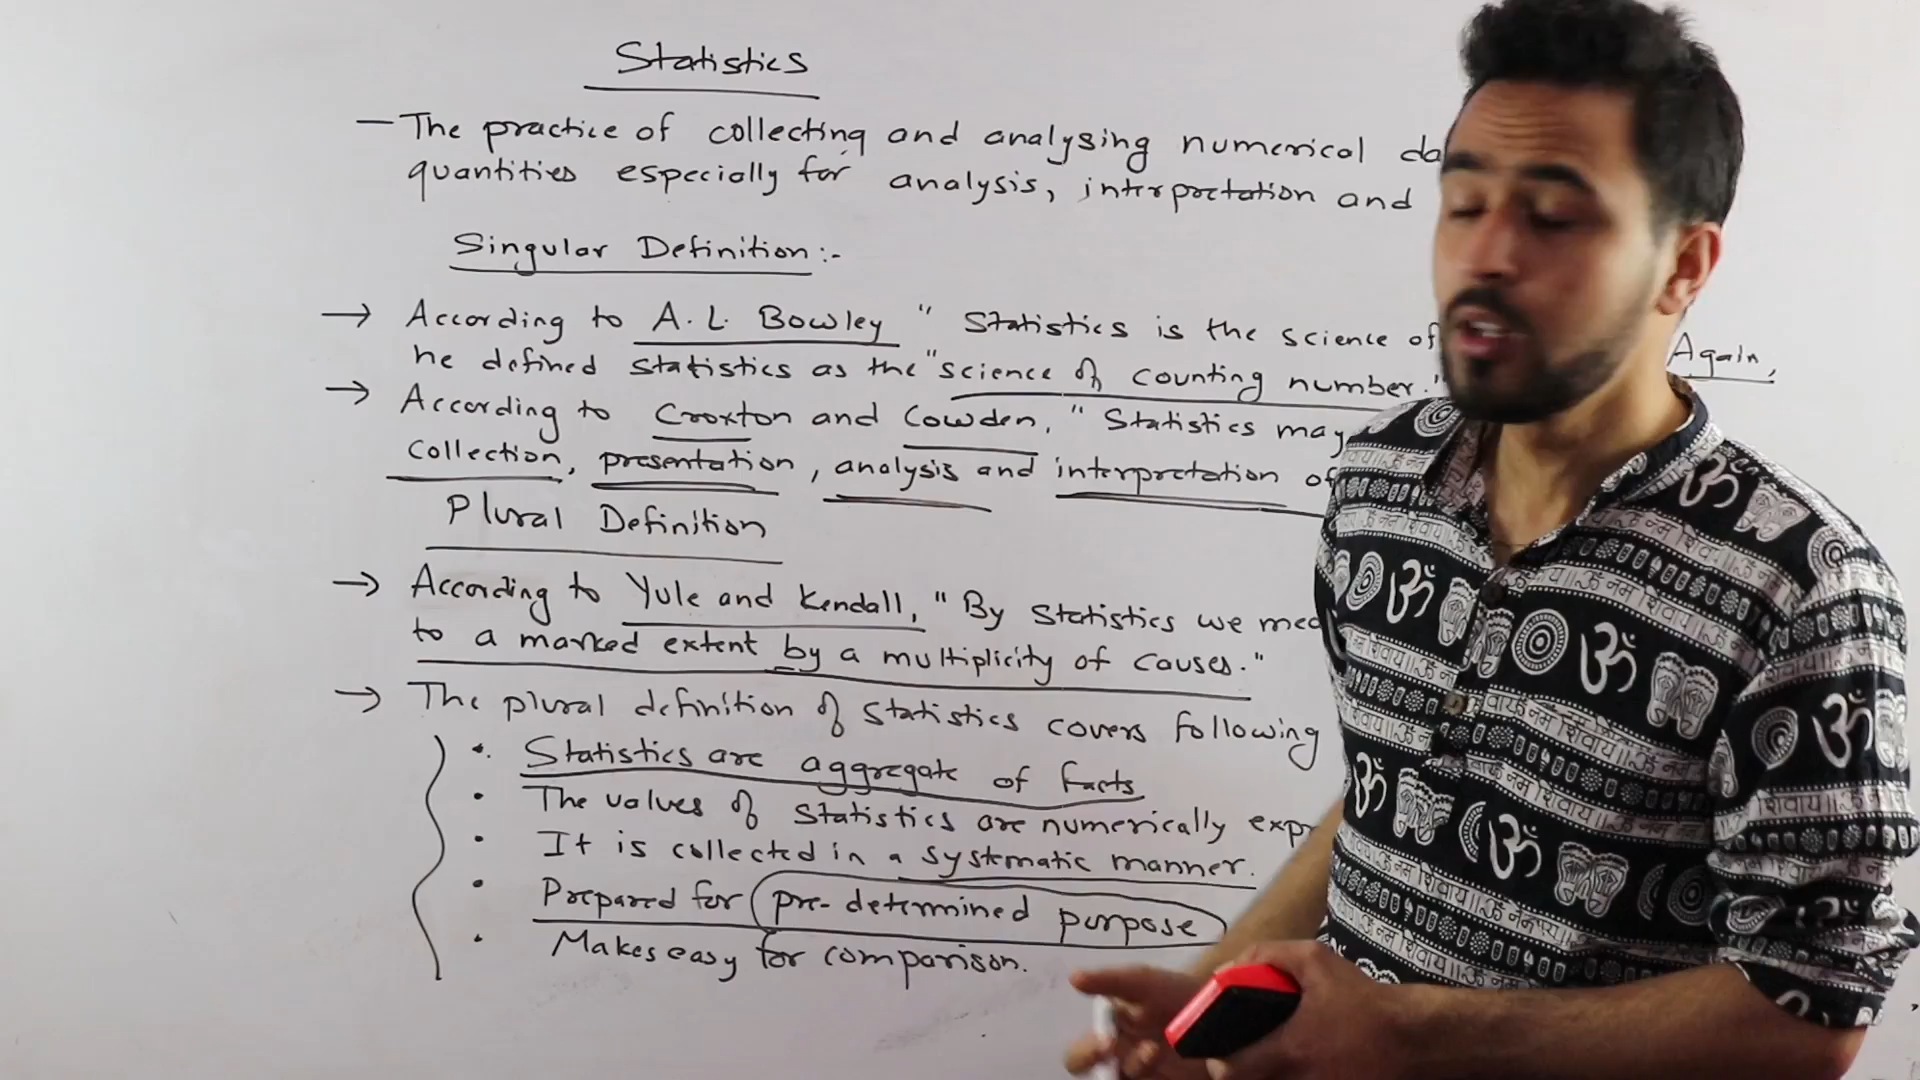 Statistics
— The practice of collecting and analysing numerical
quantities especially for analysis, interpretation and
Singular Definition:-
→ According to A. L. Bowley " Statistics is the science of
Again,
he defined statistics as the "science of counting number."
→ According to Croxton and Cowden, " Statistics may
collection, presentation, analysis and interpretation of
Plural Definition
→ According to Yule and Kendall, " By statistics we
to a marked extent by a multiplicity of causes."
→ The plural definition of statistics covers following
• Statistics are aggregate of facts
• The values of statistics are numerically
• It is collected in a systematic manner.
• Prepared for pre-determined purpose
• Makes easy for comparison.